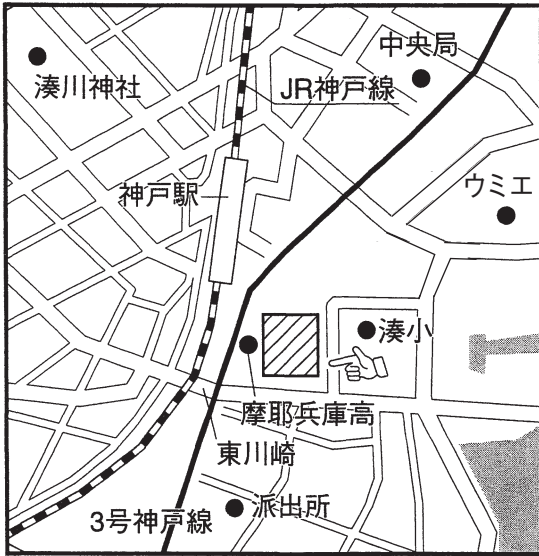 中央局
湊川神社
JR神戸線
神戸駅
ウミエ
湊小
摩耶兵庫高
東川崎
3号神戸線
派出所